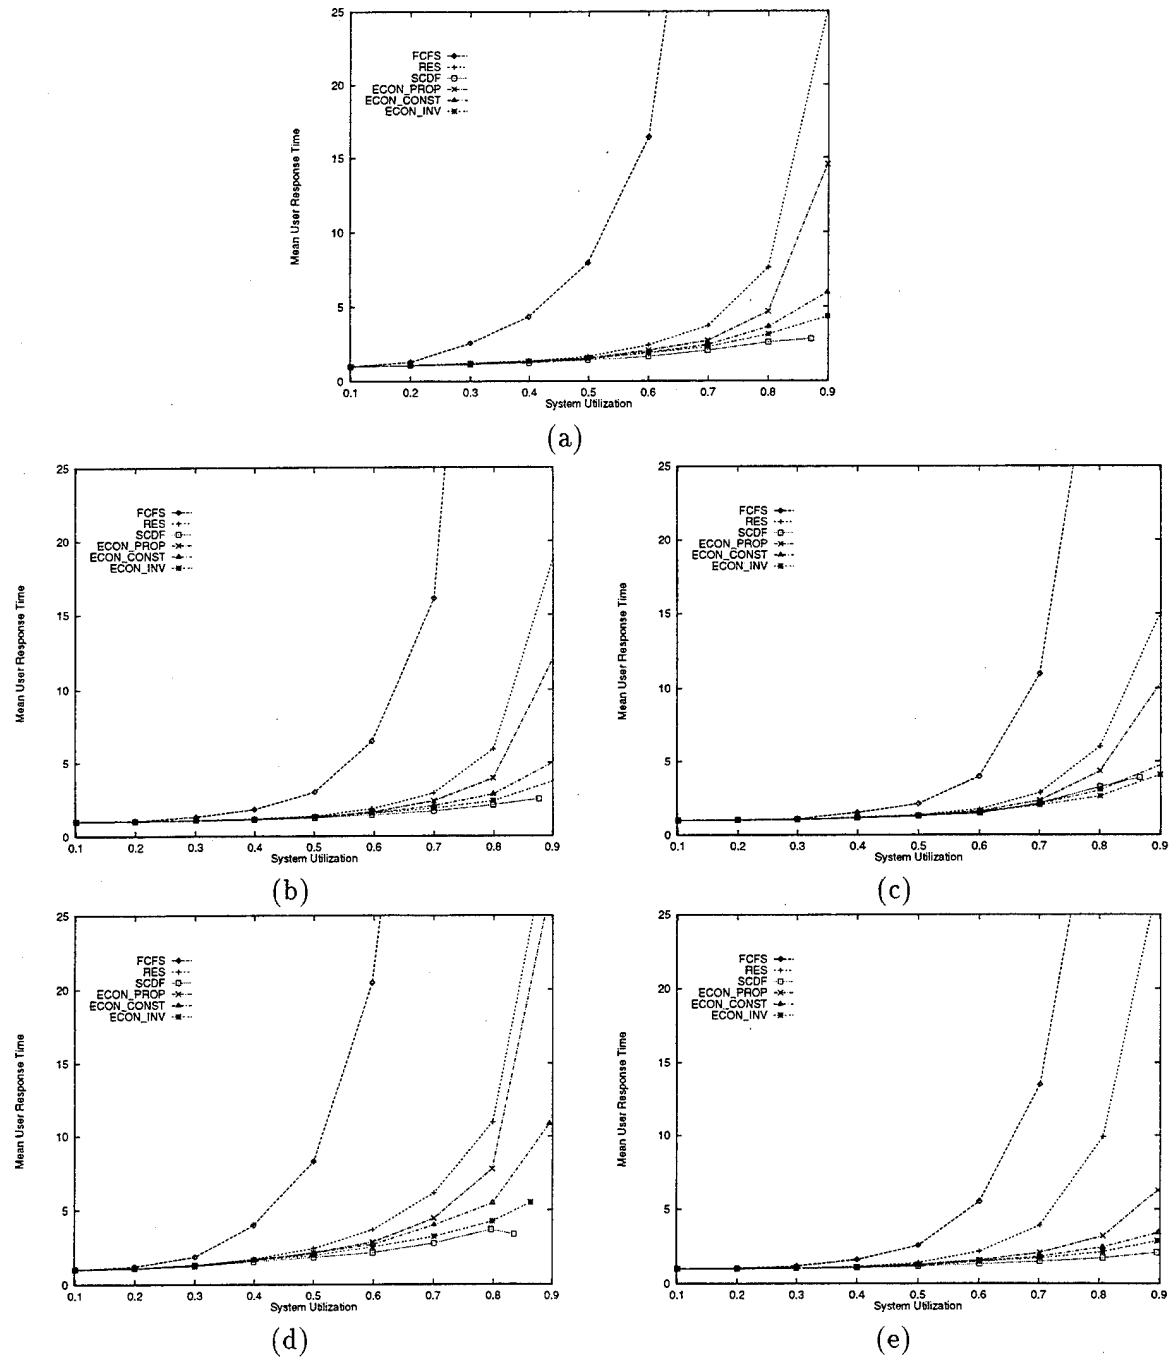 25
20
15
10
5
0
Mean User Response Time
FCFS
RES
SCDF
ECON_PROP
ECON_CONST
ECON_INV
0.1 0.2 0.3 0.4 0.5 0.6 0.7 0.8 0.9
System Utilization
(a)
25
20
15
10
5
0
Mean User Response Time
FCFS
RES
SCDF
ECON_PROP
ECON_CONST
ECON_INV
0.1 0.2 0.3 0.4 0.5 0.6 0.7 0.8 0.9
System Utilization
(b)
25
20
15
10
5
0
Mean User Response Time
FCFS
RES
SCDF
ECON_PROP
ECON_CONST
ECON_INV
0.1 0.2 0.3 0.4 0.5 0.6 0.7 0.8 0.9
System Utilization
(c)
25
20
15
10
5
0
Mean User Response Time
FCFS
RES
SCDF
ECON_PROP
ECON_CONST
ECON_INV
0.1 0.2 0.3 0.4 0.5 0.6 0.7 0.8 0.9
System Utilization
(d)
25
20
15
10
5
0
Mean User Response Time
FCFS
RES
SCDF
ECON_PROP
ECON_CONST
ECON_INV
0.1 0.2 0.3 0.4 0.5 0.6 0.7 0.8 0.9
System Utilization
(e)